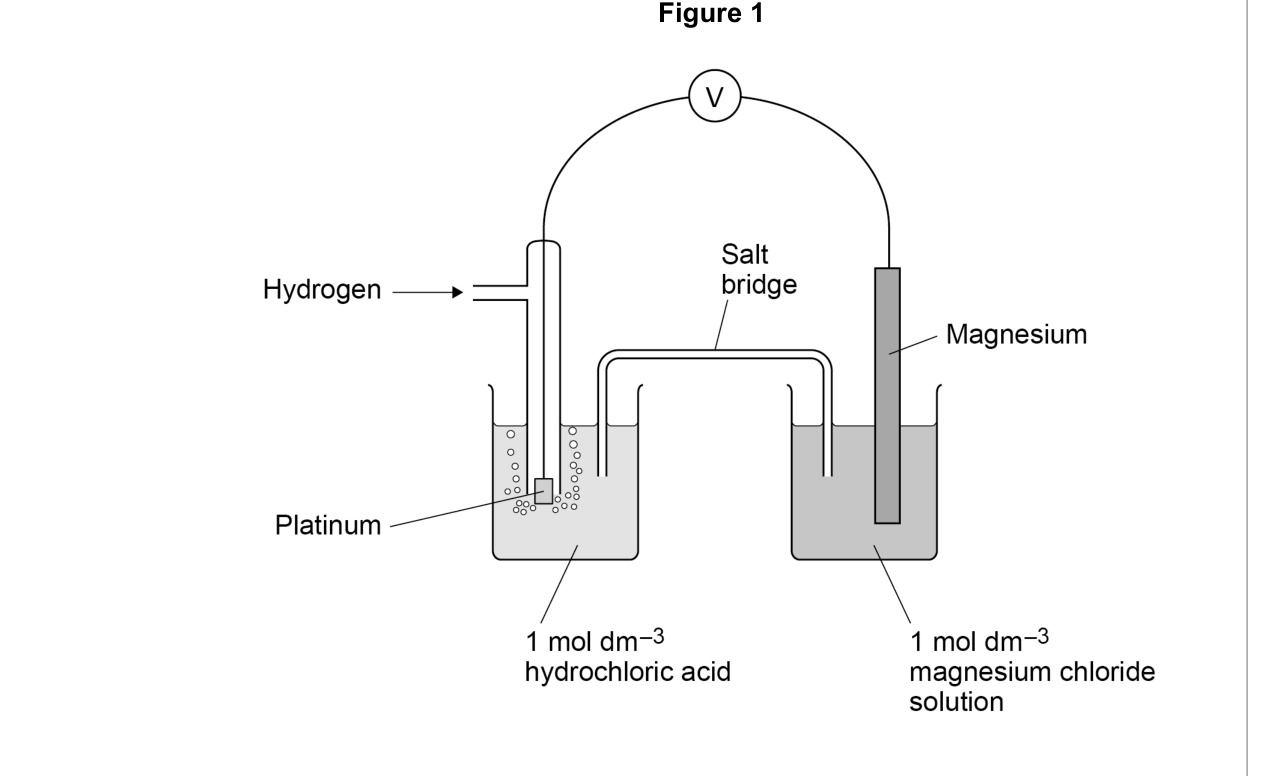 Figure 1
V
Salt
bridge
Hydrogen
Magnesium
Platinum
1 mol dm⁻³
hydrochloric acid
1 mol dm⁻³
magnesium chloride
solution